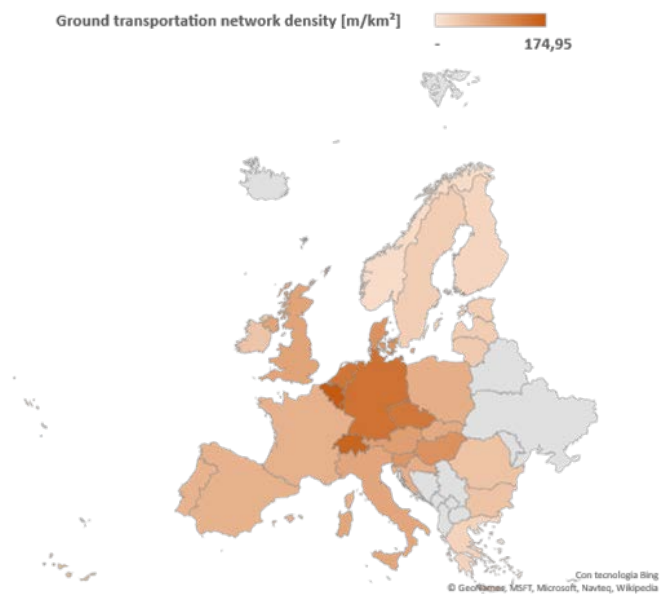 Ground transportation network density [m/km²]
- 174,95
Con tecnologia Bing
© GeoNames, MSFT, Microsoft, Navteq, Wikipedia